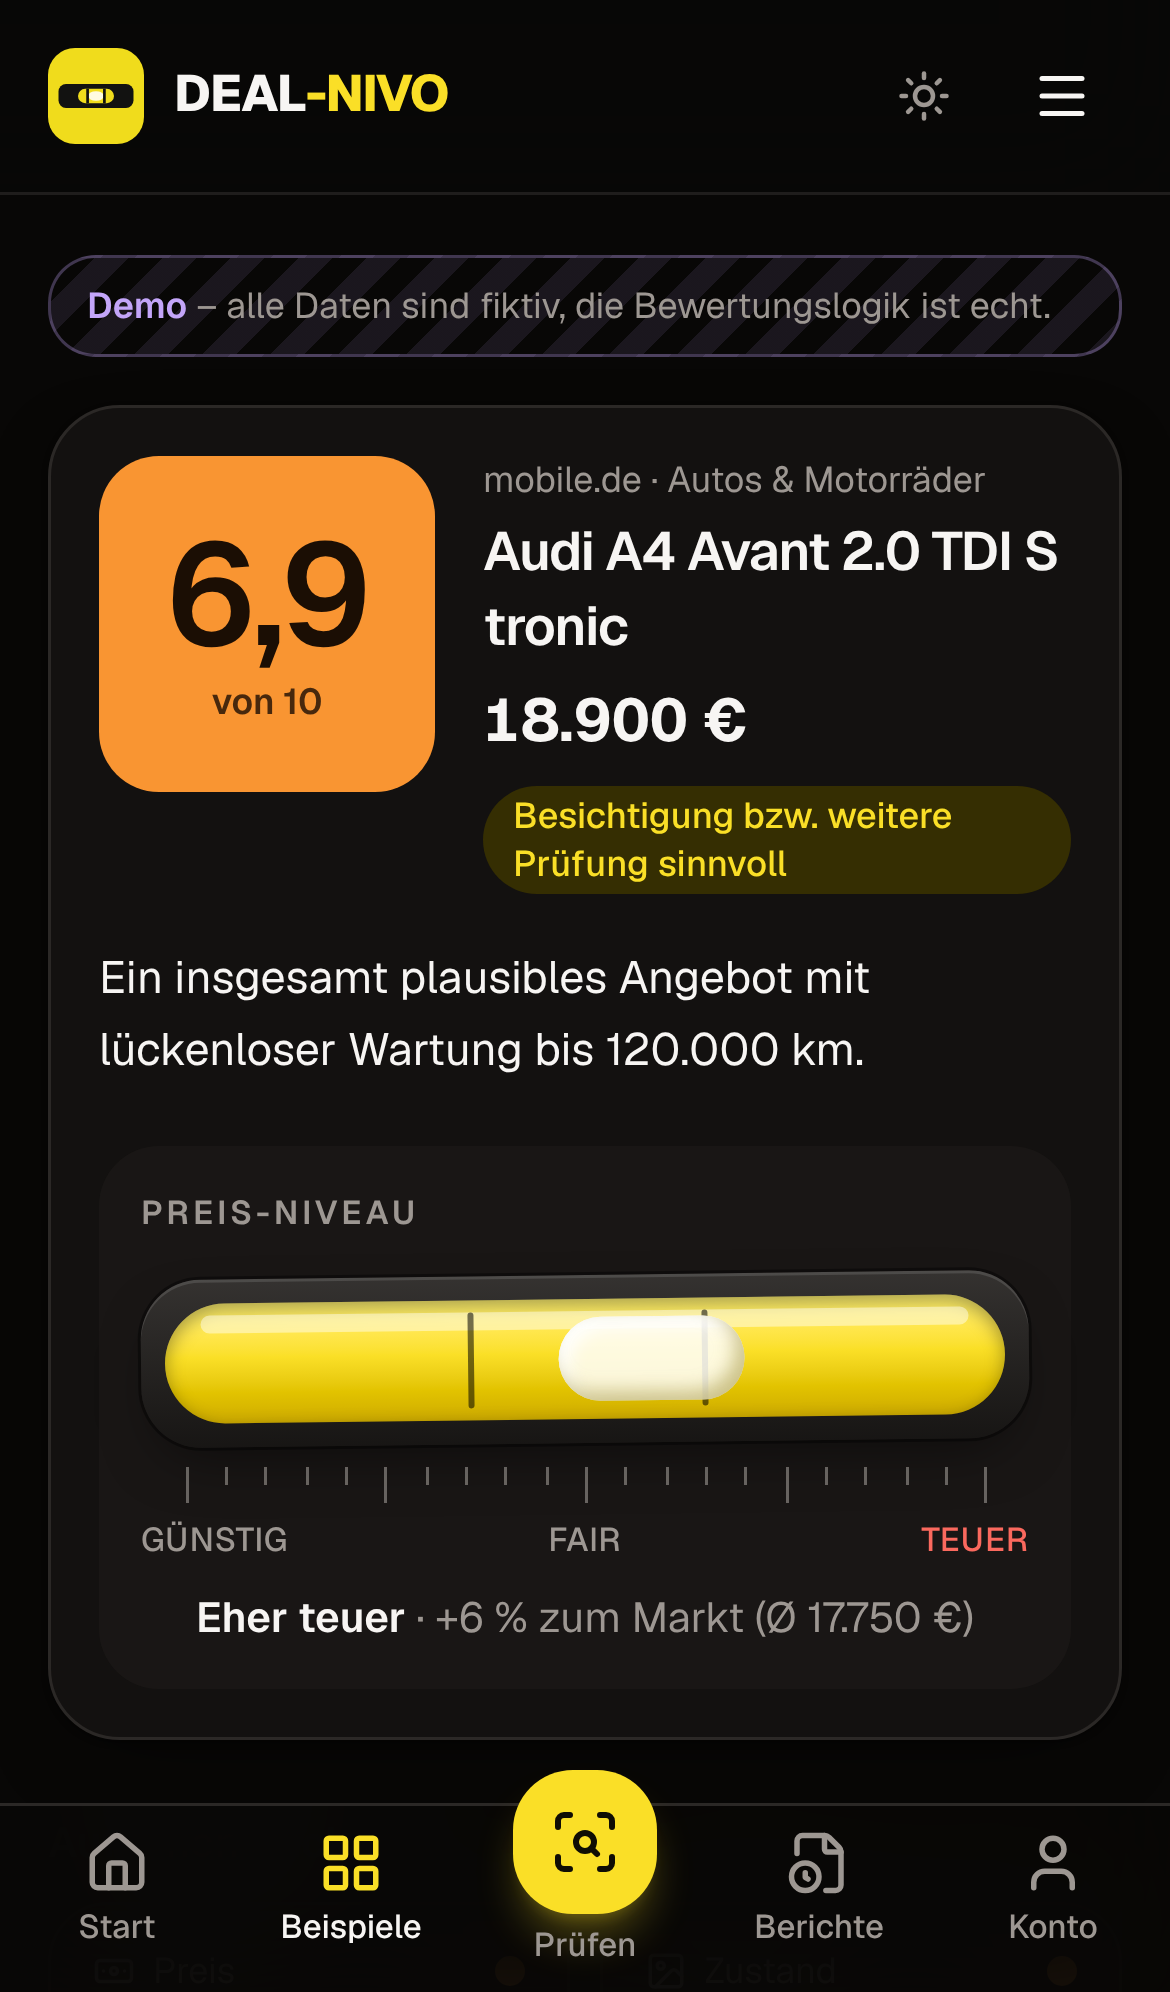 DEAL-NIVO
Demo – alle Daten sind fiktiv, die Bewertungslogik ist echt.
6,9
von 10
mobile.de · Autos & Motorräder
Audi A4 Avant 2.0 TDI S
tronic
18.900 €
Besichtigung bzw. weitere
Prüfung sinnvoll
Ein insgesamt plausibles Angebot mit
lückenloser Wartung bis 120.000 km.
PREIS-NIVEAU
GÜNSTIG FAIR TEUER
Eher teuer · +6 % zum Markt (Ø 17.750 €)
Start Beispiele Prüfen Berichte Konto
Preis Zustand